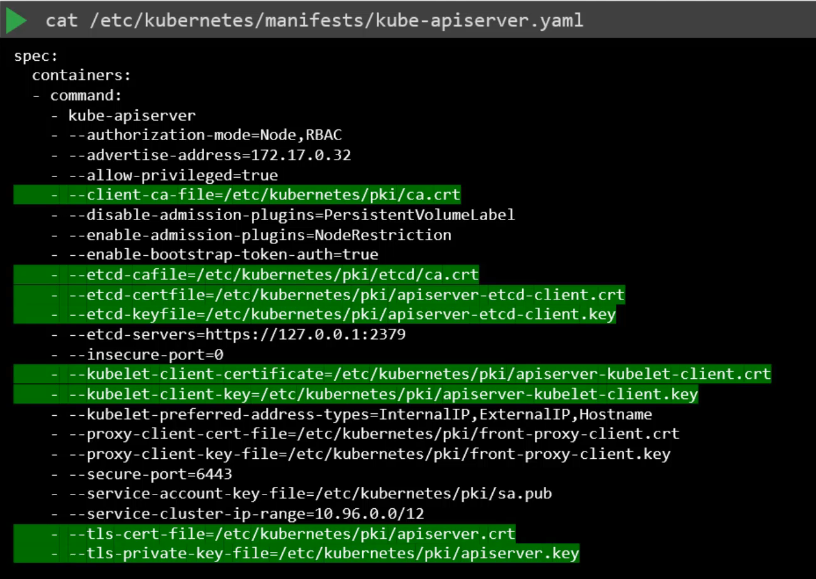 cat /etc/kubernetes/manifests/kube-apiserver.yaml
spec:
  containers:
  - command:
    - kube-apiserver
    - --authorization-mode=Node,RBAC
    - --advertise-address=172.17.0.32
    - --allow-privileged=true
    - --client-ca-file=/etc/kubernetes/pki/ca.crt
    - --disable-admission-plugins=PersistentVolumeLabel
    - --enable-admission-plugins=NodeRestriction
    - --enable-bootstrap-token-auth=true
    - --etcd-cafile=/etc/kubernetes/pki/etcd/ca.crt
    - --etcd-certfile=/etc/kubernetes/pki/apiserver-etcd-client.crt
    - --etcd-keyfile=/etc/kubernetes/pki/apiserver-etcd-client.key
    - --etcd-servers=https://127.0.0.1:2379
    - --insecure-port=0
    - --kubelet-client-certificate=/etc/kubernetes/pki/apiserver-kubelet-client.crt
    - --kubelet-client-key=/etc/kubernetes/pki/apiserver-kubelet-client.key
    - --kubelet-preferred-address-types=InternalIP,ExternalIP,Hostname
    - --proxy-client-cert-file=/etc/kubernetes/pki/front-proxy-client.crt
    - --proxy-client-key-file=/etc/kubernetes/pki/front-proxy-client.key
    - --secure-port=6443
    - --service-account-key-file=/etc/kubernetes/pki/sa.pub
    - --service-cluster-ip-range=10.96.0.0/12
    - --tls-cert-file=/etc/kubernetes/pki/apiserver.crt
    - --tls-private-key-file=/etc/kubernetes/pki/apiserver.key